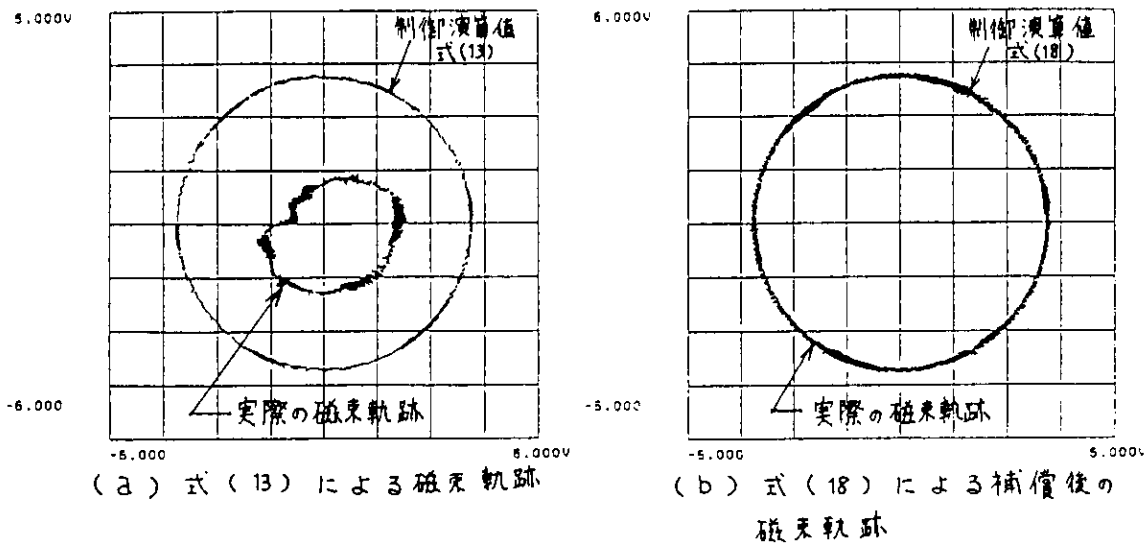 5.000V
制御演算値
式(13)
-6.000
実際の磁束軌跡
-5.000
6.000V
(a) 式(13)による磁束軌跡
6.000V
制御演算値
式(18)
-5.000
実際の磁束軌跡
-5.000
5.000V
(b) 式(18)による補償後の
磁束軌跡